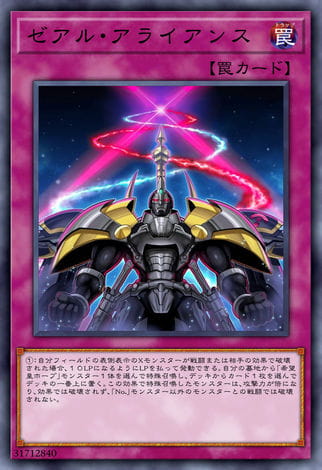 ゼアル・アライアンス
トラップ
罠
【罠カード】
①:自分フィールドの表側表示のXモンスターが戦闘または相手の効果で破壊
された場合、10LPになるようにLPを払って発動できる。自分の墓地から「希望
皇ホープ」モンスター1体を選んで特殊召喚し、デッキからカード1枚を選んで
デッキの一番上に置く。この効果で特殊召喚したモンスターは、攻撃力が倍になり、
効果では破壊されず、「No.」モンスター以外のモンスターとの戦闘では破壊
されない。
31712840